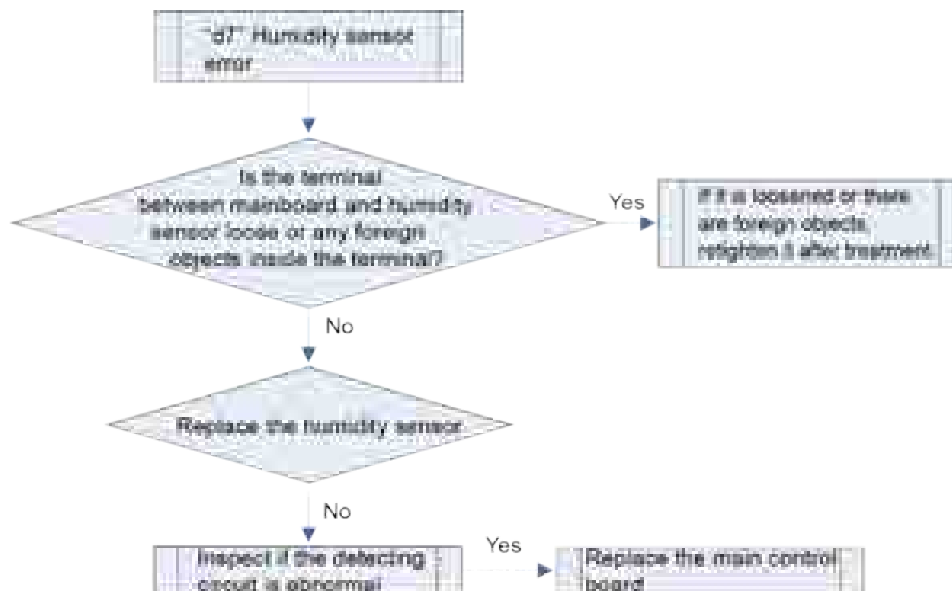 "d7" Humidity sensor
error
Is the terminal
between mainboard and humidity
sensor loose or any foreign
objects inside the terminal?
Yes
If it is loosened or there
are foreign objects,
retighten it after treatment.
No
Replace the humidity sensor
No
Inspect if the detecting
circuit is abnormal
Yes
Replace the main control
board